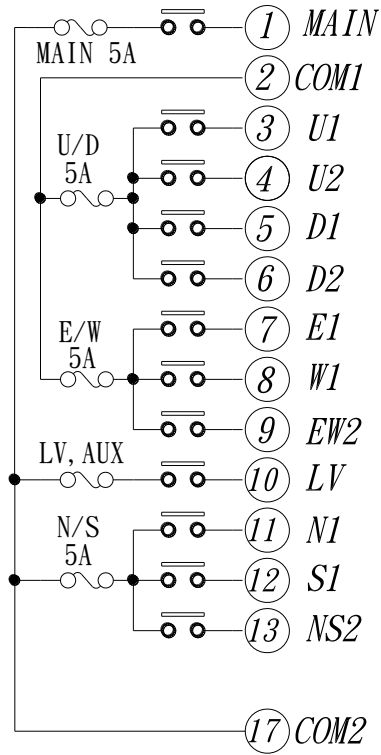 1 MAIN
MAIN 5A
2 COM1
3 U1
U/D
5A
4 U2
5 D1
6 D2
7 E1
E/W
5A
8 W1
9 EW2
LV, AUX
10 LV
11 N1
N/S
5A
12 S1
13 NS2
17 COM2